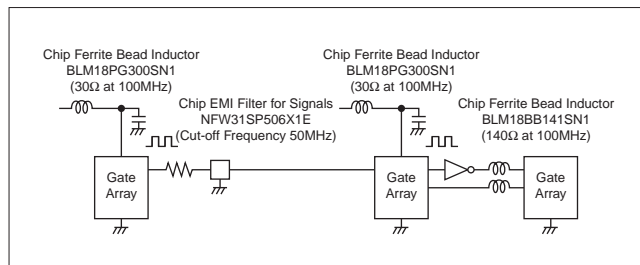 Chip Ferrite Bead Inductor
BLM18PG300SN1
(30Ω at 100MHz)
Chip EMI Filter for Signals
NFW31SP506X1E
(Cut-off Frequency 50MHz)
Chip Ferrite Bead Inductor
BLM18PG300SN1
(30Ω at 100MHz)
Chip Ferrite Bead Inductor
BLM18BB141SN1
(140Ω at 100MHz)
Gate
Array
Gate
Array
Gate
Array